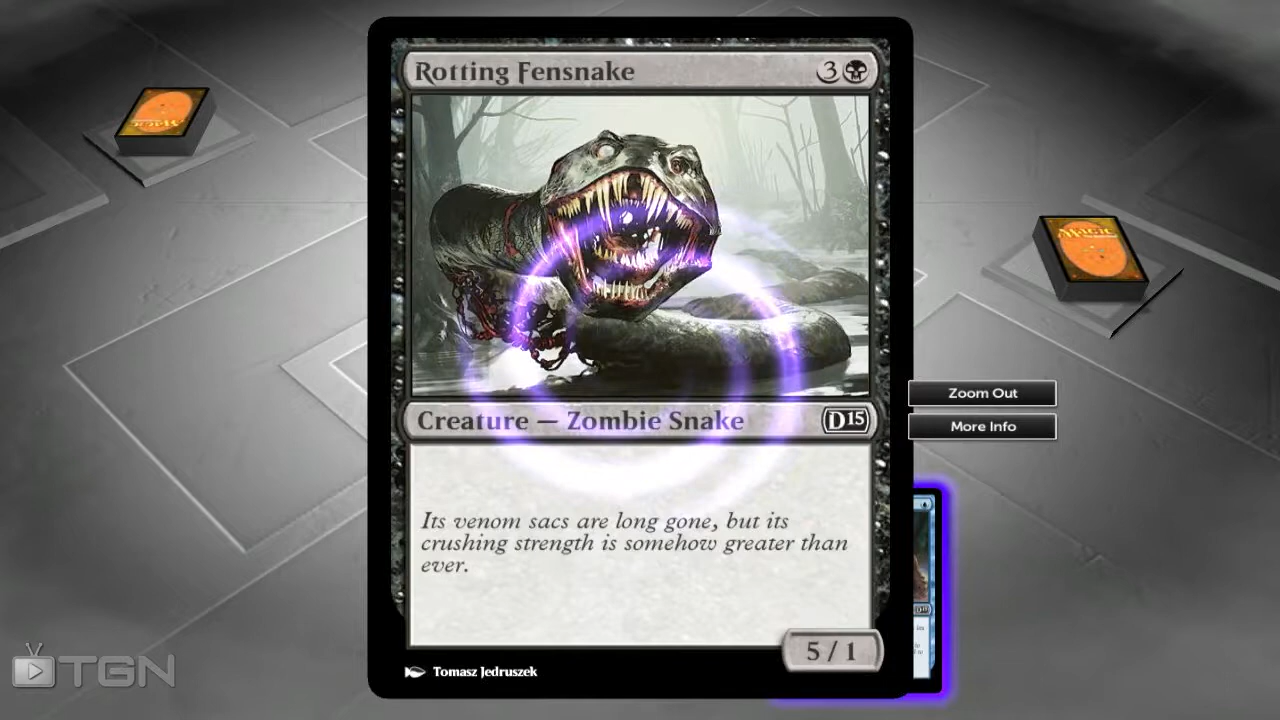 Rotting Fensnake 3
MAGIC
Creature — Zombie Snake D15
Zoom Out
More Info
Its venom sacs are long gone, but its
crushing strength is somehow greater than
ever.
5 / 1
Tomasz Jedruszek
TGN